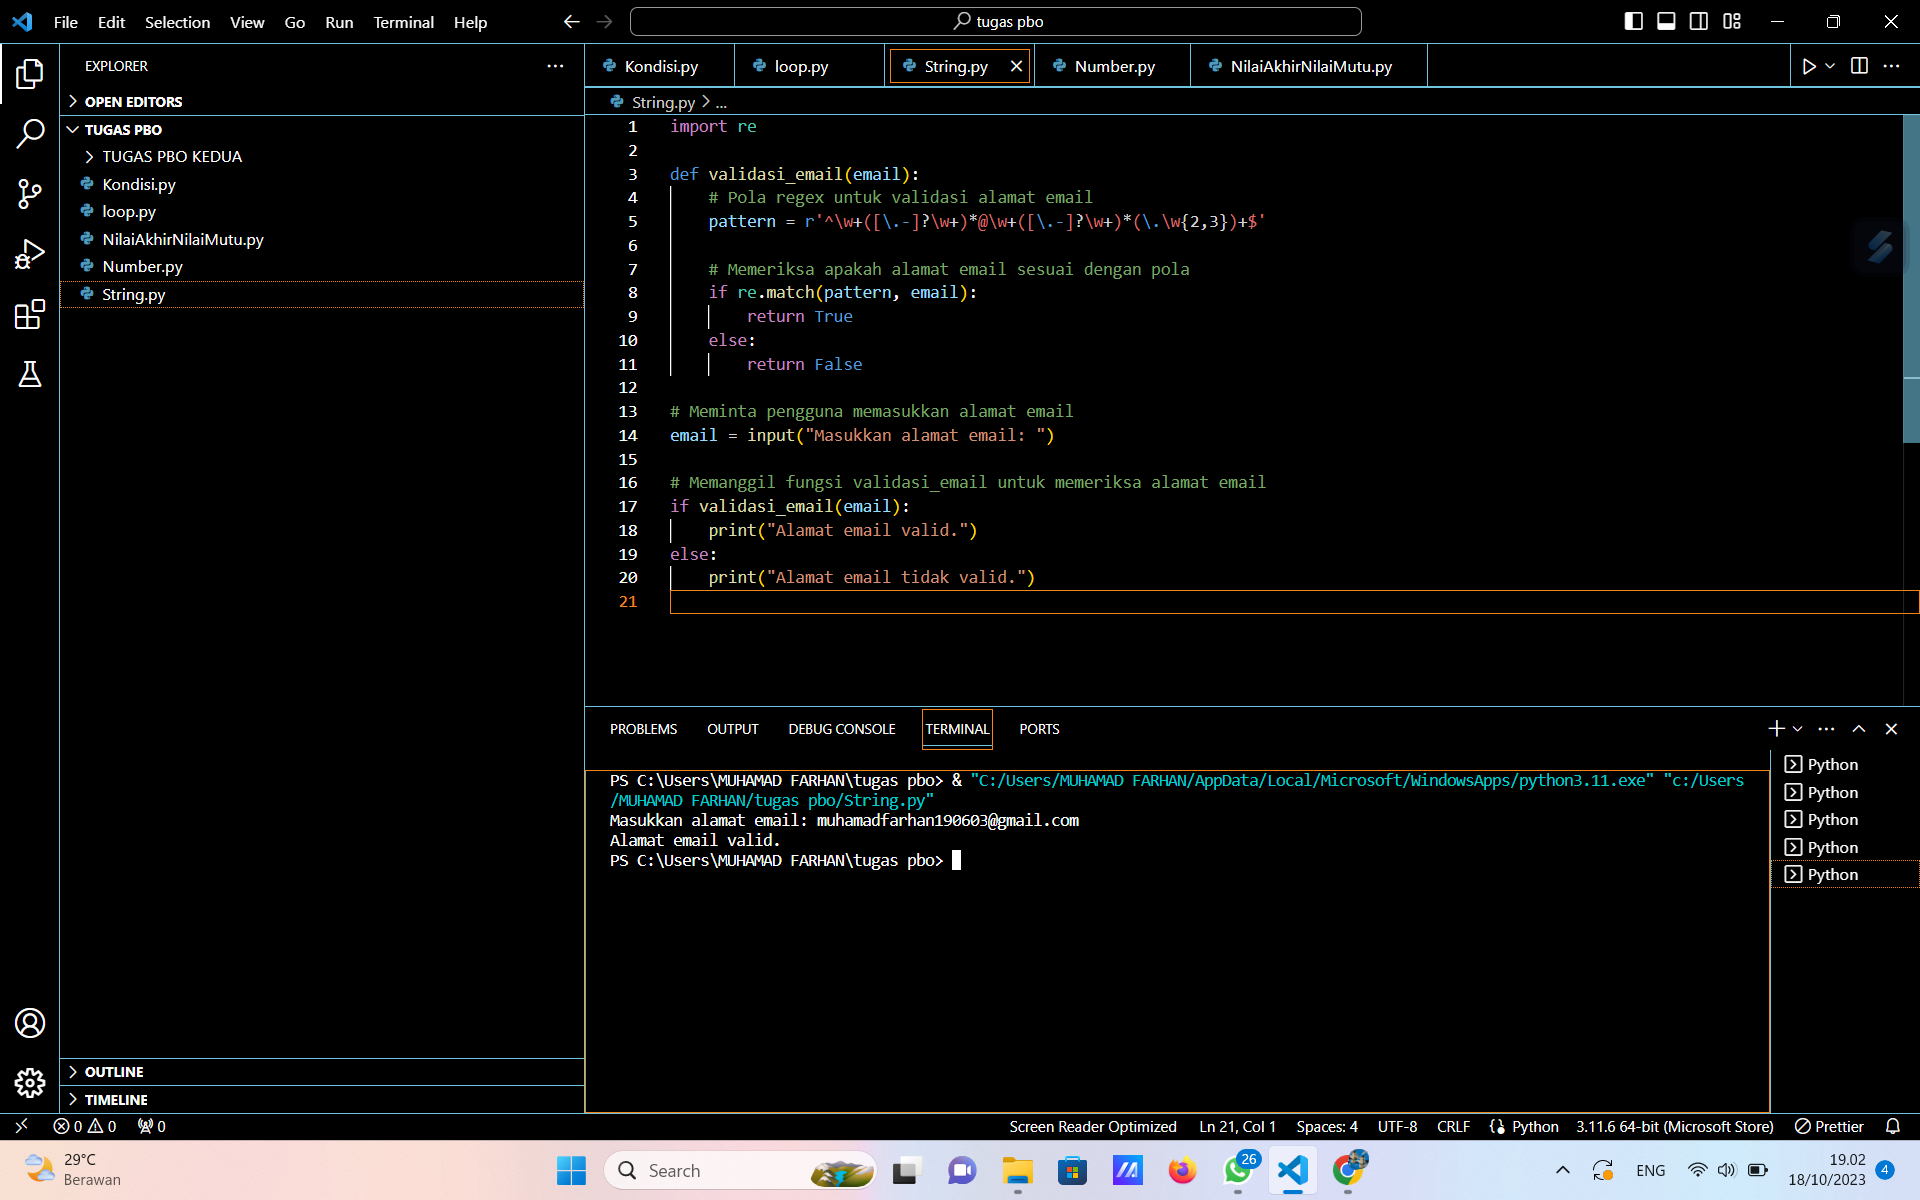 File Edit Selection View Go Run Terminal Help
tugas pbo
EXPLORER
OPEN EDITORS
TUGAS PBO
TUGAS PBO KEDUA
Kondisi.py
loop.py
NilaiAkhirNilaiMutu.py
Number.py
String.py
OUTLINE
TIMELINE
Kondisi.py loop.py String.py Number.py NilaiAkhirNilaiMutu.py
String.py > ...
1 import re
2
3 def validasi_email(email):
4 # Pola regex untuk validasi alamat email
5 pattern = r'^\w+([\.-]?\w+)*@\w+([\.-]?\w+)*(\.\w{2,3})+$'
6
7 # Memeriksa apakah alamat email sesuai dengan pola
8 if re.match(pattern, email):
9 return True
10 else:
11 return False
12
13 # Meminta pengguna memasukkan alamat email
14 email = input("Masukkan alamat email: ")
15
16 # Memanggil fungsi validasi_email untuk memeriksa alamat email
17 if validasi_email(email):
18 print("Alamat email valid.")
19 else:
20 print("Alamat email tidak valid.")
21
PROBLEMS OUTPUT DEBUG CONSOLE TERMINAL PORTS
PS C:\Users\MUHAMAD FARHAN\tugas pbo> & "C:/Users/MUHAMAD FARHAN/AppData/Local/Microsoft/WindowsApps/python3.11.exe" "c:/Users
/MUHAMAD FARHAN/tugas pbo/String.py"
Masukkan alamat email: muhamadfarhan190603@gmail.com
Alamat email valid.
PS C:\Users\MUHAMAD FARHAN\tugas pbo>
Python
Python
Python
Python
Python
0 0 0
Screen Reader Optimized Ln 21, Col 1 Spaces: 4 UTF-8 CRLF Python 3.11.6 64-bit (Microsoft Store) Prettier
29°C
Berawan
Search
26
ENG
19.02
18/10/2023
4